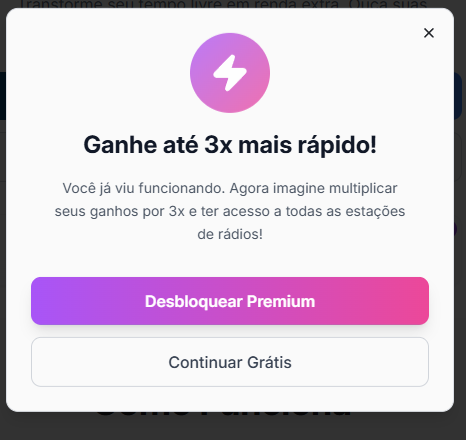 Transforme seu tempo livre em renda extra. Ouça suas
Ganhe até 3x mais rápido!
Você já viu funcionando. Agora imagine multiplicar
seus ganhos por 3x e ter acesso a todas as estações
de rádios!
Desbloquear Premium
Continuar Grátis
Como Funciona